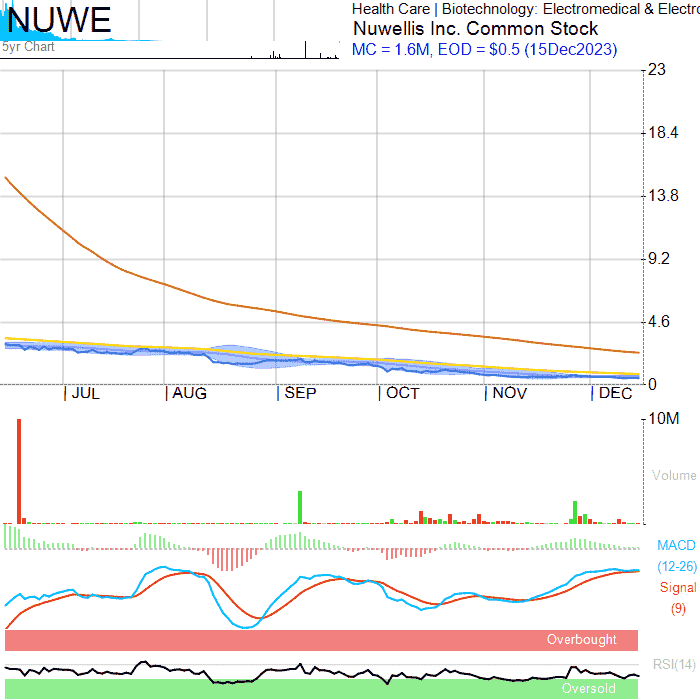 NUWE
5yr Chart
Health Care | Biotechnology: Electromedical & Electro
Nuwellis Inc. Common Stock
MC = 1.6M, EOD = $0.5 (15Dec2023)
23
18.4
13.8
9.2
4.6
0
JUL AUG SEP OCT NOV DEC
10M
Volume
MACD
(12-26)
Signal
(9)
Overbought
RSI(14)
Oversold